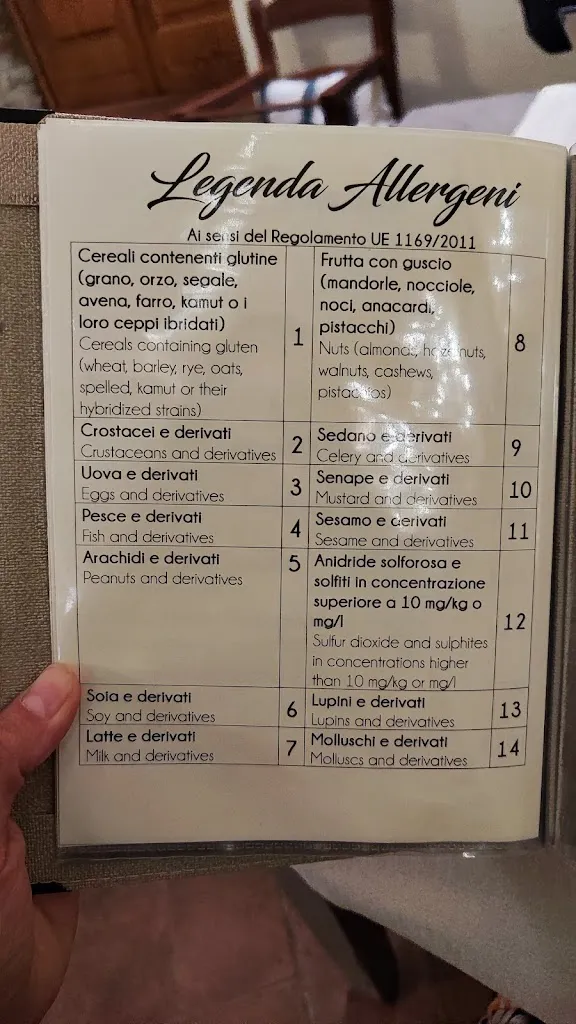 Legenda Allergeni
Ai sensi del Regolamento UE 1169/2011
Cereali contenenti glutine
(grano, orzo, segale,
avena, farro, kamut o i
loro ceppi ibridati)
Cereals containing gluten
(wheat, barley, rye, oats,
spelled, kamut or their
hybridized strains)
1
Crostacei e derivati
Crustaceans and derivatives
2
Uova e derivati
Eggs and derivatives
3
Pesce e derivati
Fish and derivatives
4
Arachidi e derivati
Peanuts and derivatives
5
Soia e derivati
Soy and derivatives
6
Latte e derivati
Milk and derivatives
7
Frutta con guscio
(mandorle, nocciole,
noci, anacardi,
pistacchi)
Nuts (almonds, hazelnuts,
walnuts, cashews,
pistachios)
8
Sedano e derivati
Celery and derivatives
9
Senape e derivati
Mustard and derivatives
10
Sesamo e derivati
Sesame and derivatives
11
Anidride solforosa e
solfiti in concentrazione
superiore a 10 mg/kg o
mg/l
Sulfur dioxide and sulphites
in concentrations higher
than 10 mg/kg or mg/l
12
Lupini e derivati
Lupins and derivatives
13
Molluschi e derivati
Molluscs and derivatives
14